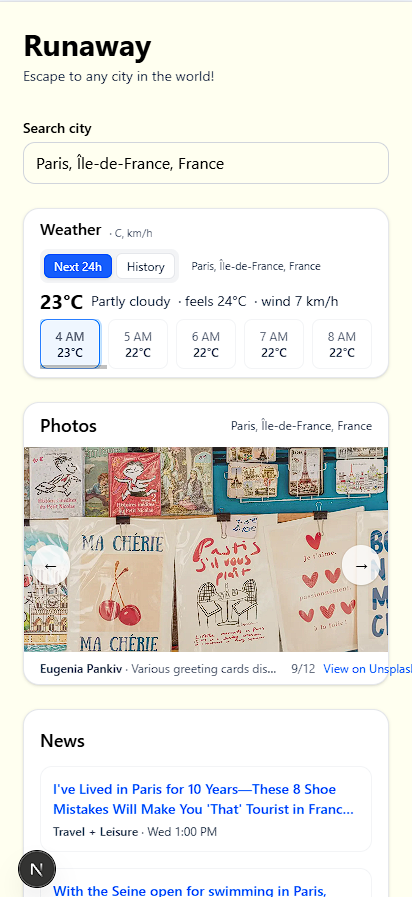 Runaway
Escape to any city in the world!
Search city
Paris, Île-de-France, France
Weather · C, km/h
Next 24h History Paris, Île-de-France, France
23°C Partly cloudy · feels 24°C · wind 7 km/h
4 AM 5 AM 6 AM 7 AM 8 AM
23°C 22°C 22°C 22°C 22°C
Photos Paris, Île-de-France, France
MA CHÉRIE
Paris
s'il vous
plaît
je t'aime,
passionnément
à la folie!
MA CHÉRIE
← →
Eugenia Pankiv · Various greeting cards dis... 9/12 View on Unsplash
News
I've Lived in Paris for 10 Years—These 8 Shoe
Mistakes Will Make You 'That' Tourist in Franc...
Travel + Leisure · Wed 1:00 PM
N
With the Seine open for swimming in Paris,